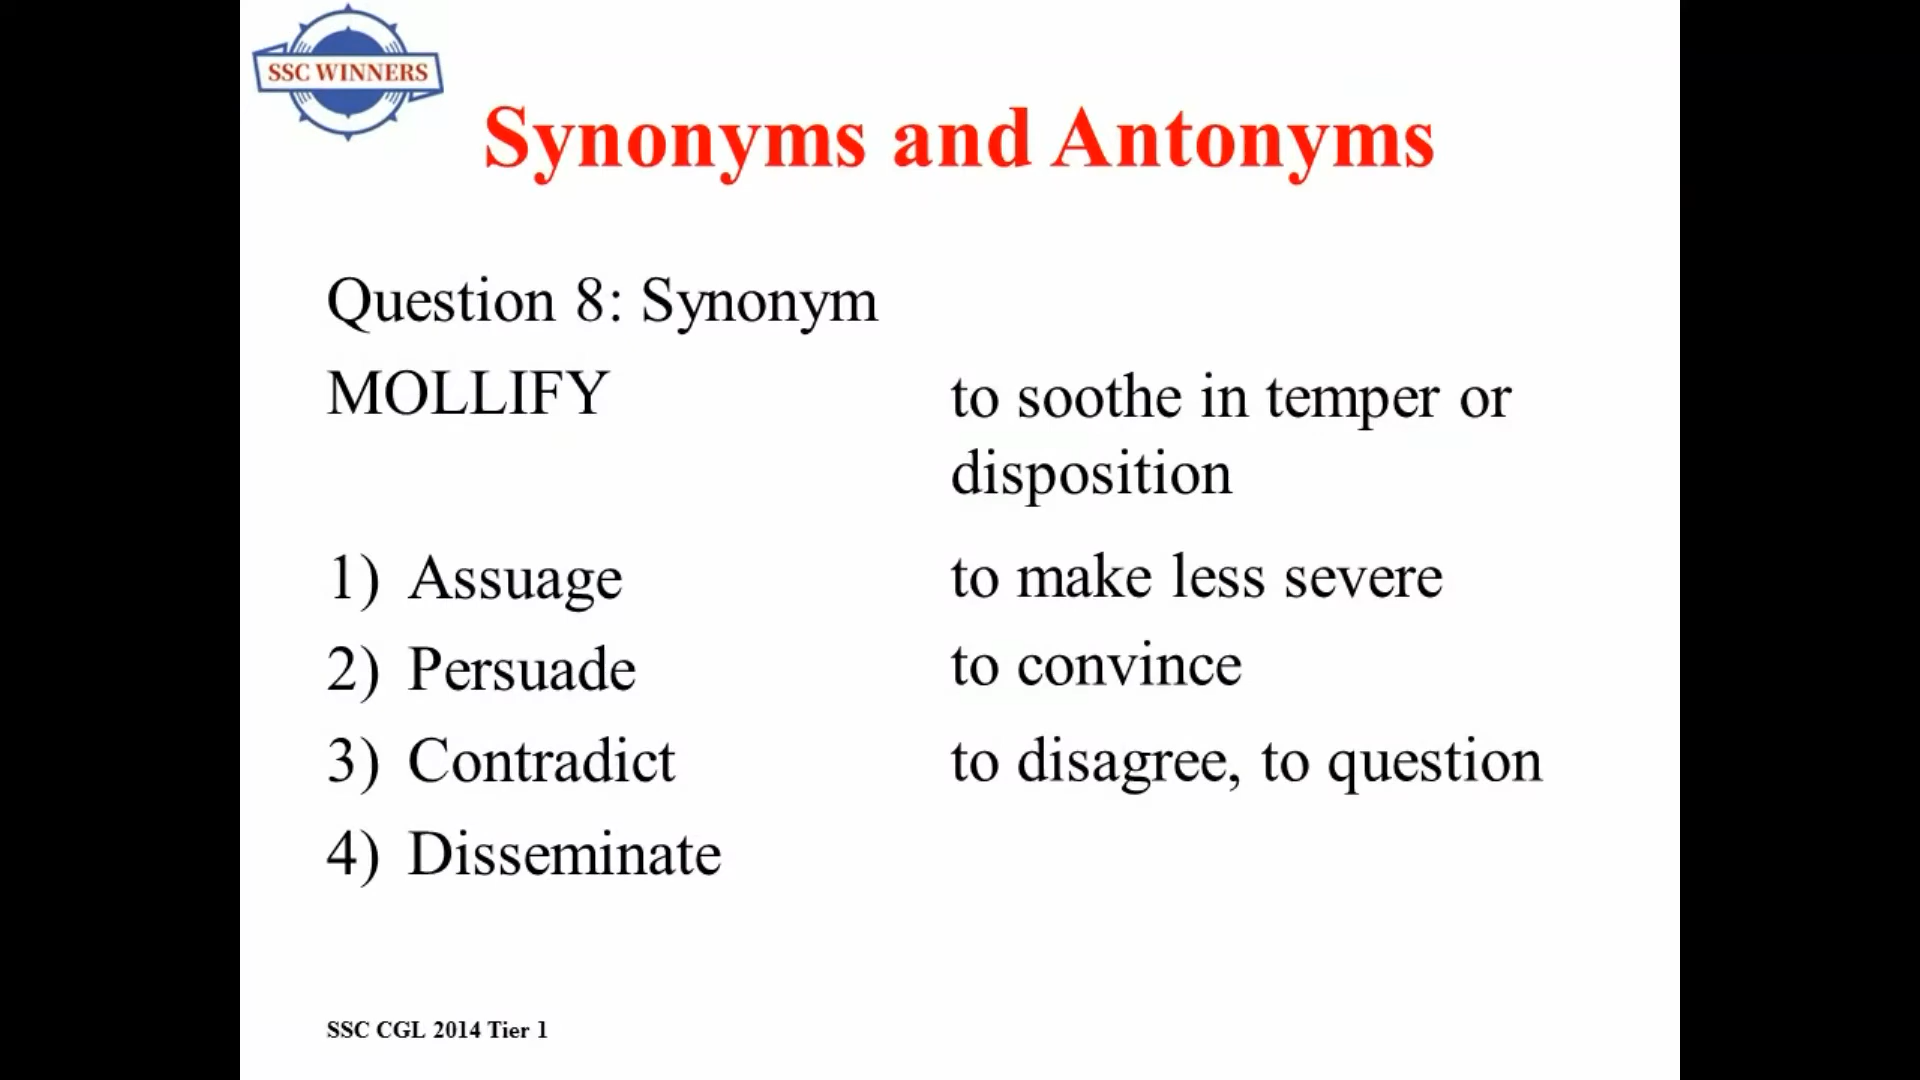 SSC WINNERS
Synonyms and Antonyms
Question 8: Synonym
MOLLIFY to soothe in temper or
disposition
1) Assuage to make less severe
2) Persuade to convince
3) Contradict to disagree, to question
4) Disseminate
SSC CGL 2014 Tier 1